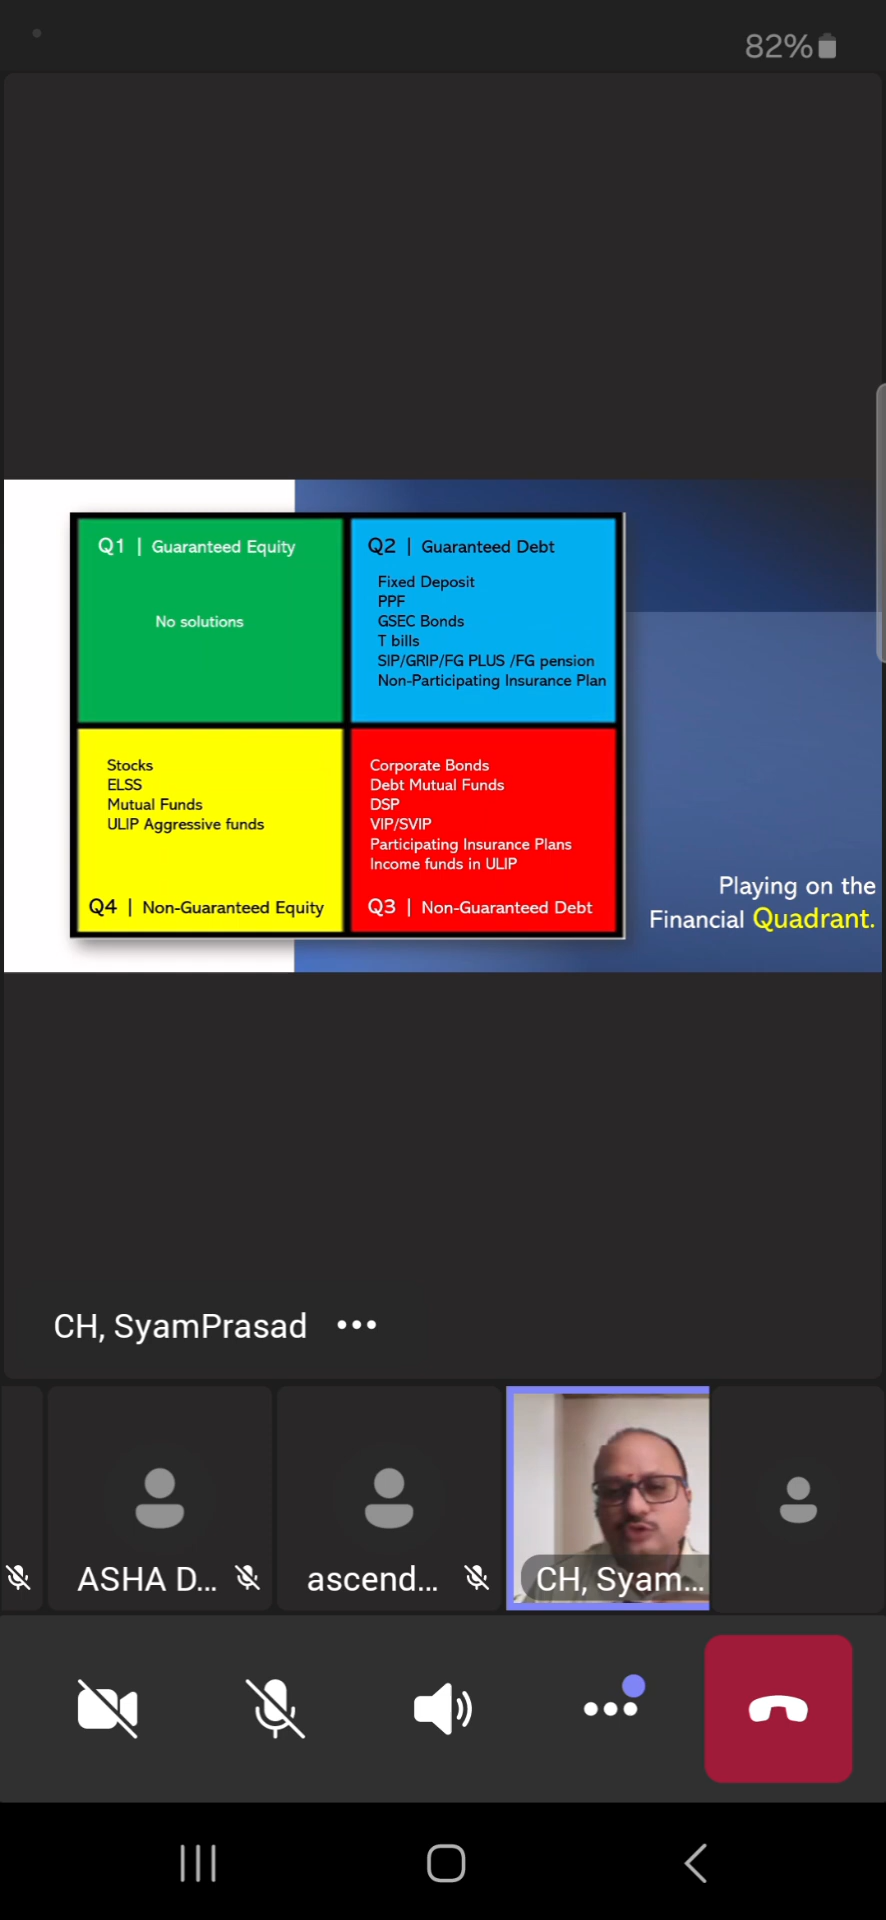 82%
Q1 | Guaranteed Equity
No solutions
Q2 | Guaranteed Debt
Fixed Deposit
PPF
GSEC Bonds
T bills
SIP/GRIP/FG PLUS /FG pension
Non-Participating Insurance Plan
Stocks
ELSS
Mutual Funds
ULIP Aggressive funds
Q4 | Non-Guaranteed Equity
Corporate Bonds
Debt Mutual Funds
DSP
VIP/SVIP
Participating Insurance Plans
Income funds in ULIP
Q3 | Non-Guaranteed Debt
Playing on the
Financial Quadrant.
CH, SyamPrasad
ASHA D...
ascend...
CH, Syam...